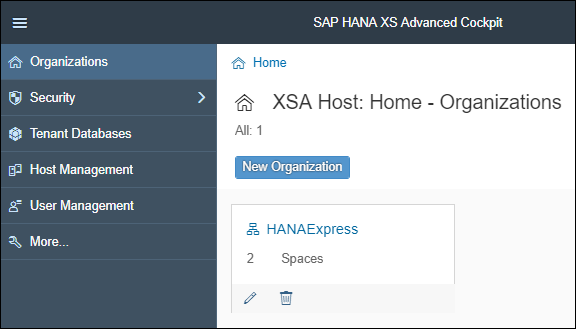 SAP HANA XS Advanced Cockpit
Organizations
Security
Tenant Databases
Host Management
User Management
More...
Home
XSA Host: Home - Organizations
All: 1
New Organization
HANAExpress
2 Spaces